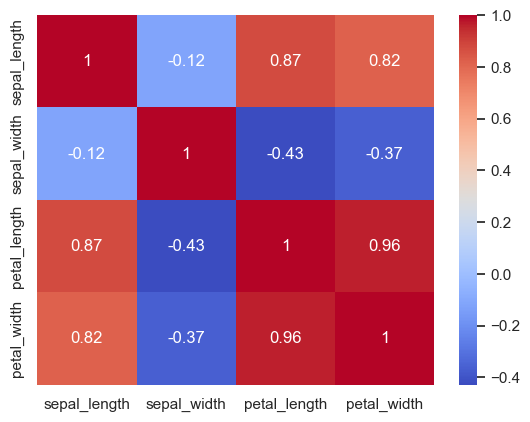 sepal_length 1 -0.12 0.87 0.82
sepal_width -0.12 1 -0.43 -0.37
petal_length 0.87 -0.43 1 0.96
petal_width 0.82 -0.37 0.96 1
sepal_length sepal_width petal_length petal_width
1.0
0.8
0.6
0.4
0.2
0.0
−0.2
−0.4